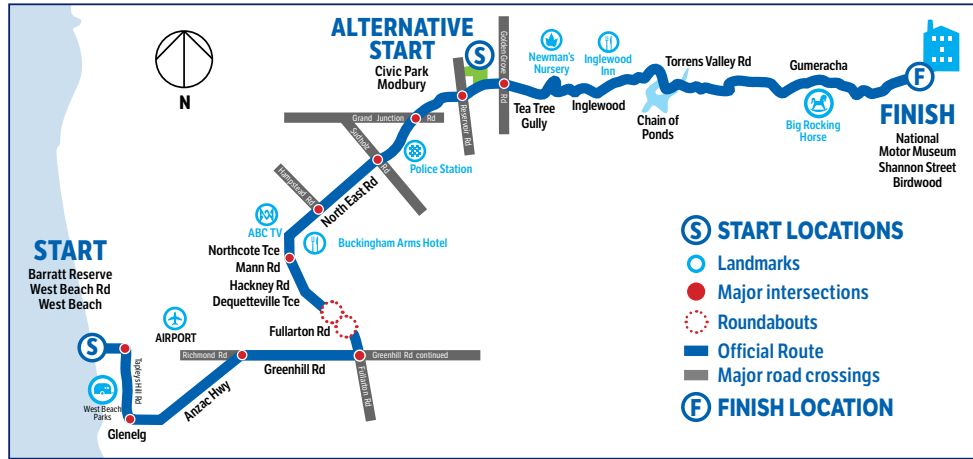 ALTERNATIVE
START
Civic Park
Modbury
S
Golden Grove
Rd
Newman's
Nursery
Inglewood
Inn
Torrens Valley Rd
Gumeracha
F
FINISH
National
Motor Museum
Shannon Street
Birdwood
N
Reservoir Rd
Tea Tree
Gully
Inglewood
Chain of
Ponds
Big Rocking
Horse
Grand Junction Rd
Sudholz Rd
Police Station
Hampstead Rd
North East Rd
ABC TV
Buckingham Arms Hotel
Northcote Tce
Mann Rd
Hackney Rd
Dequetteville Tce
Fullarton Rd
START
Barratt Reserve
West Beach Rd
West Beach
S
AIRPORT
Richmond Rd
Greenhill Rd
Greenhill Rd continued
Fullarton Rd
Tapleys Hill Rd
West Beach
Parks
Anzac Hwy
Glenelg
S START LOCATIONS
Landmarks
Major intersections
Roundabouts
Official Route
Major road crossings
F FINISH LOCATION